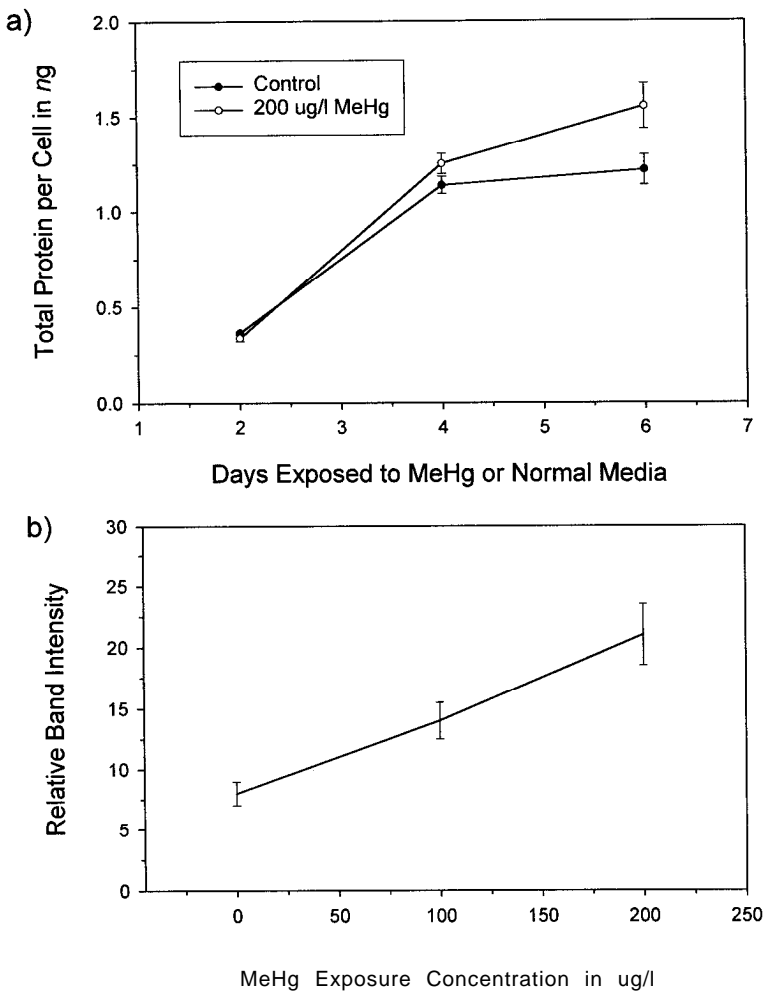 a)
Total Protein per Cell in ng
2.0
1.5
1.0
0.5
0.0
Control
200 ug/l MeHg
1 2 3 4 5 6 7
Days Exposed to MeHg or Normal Media
b)
Relative Band Intensity
30
25
20
15
10
5
0
0 50 100 150 200 250
MeHg Exposure Concentration in ug/l